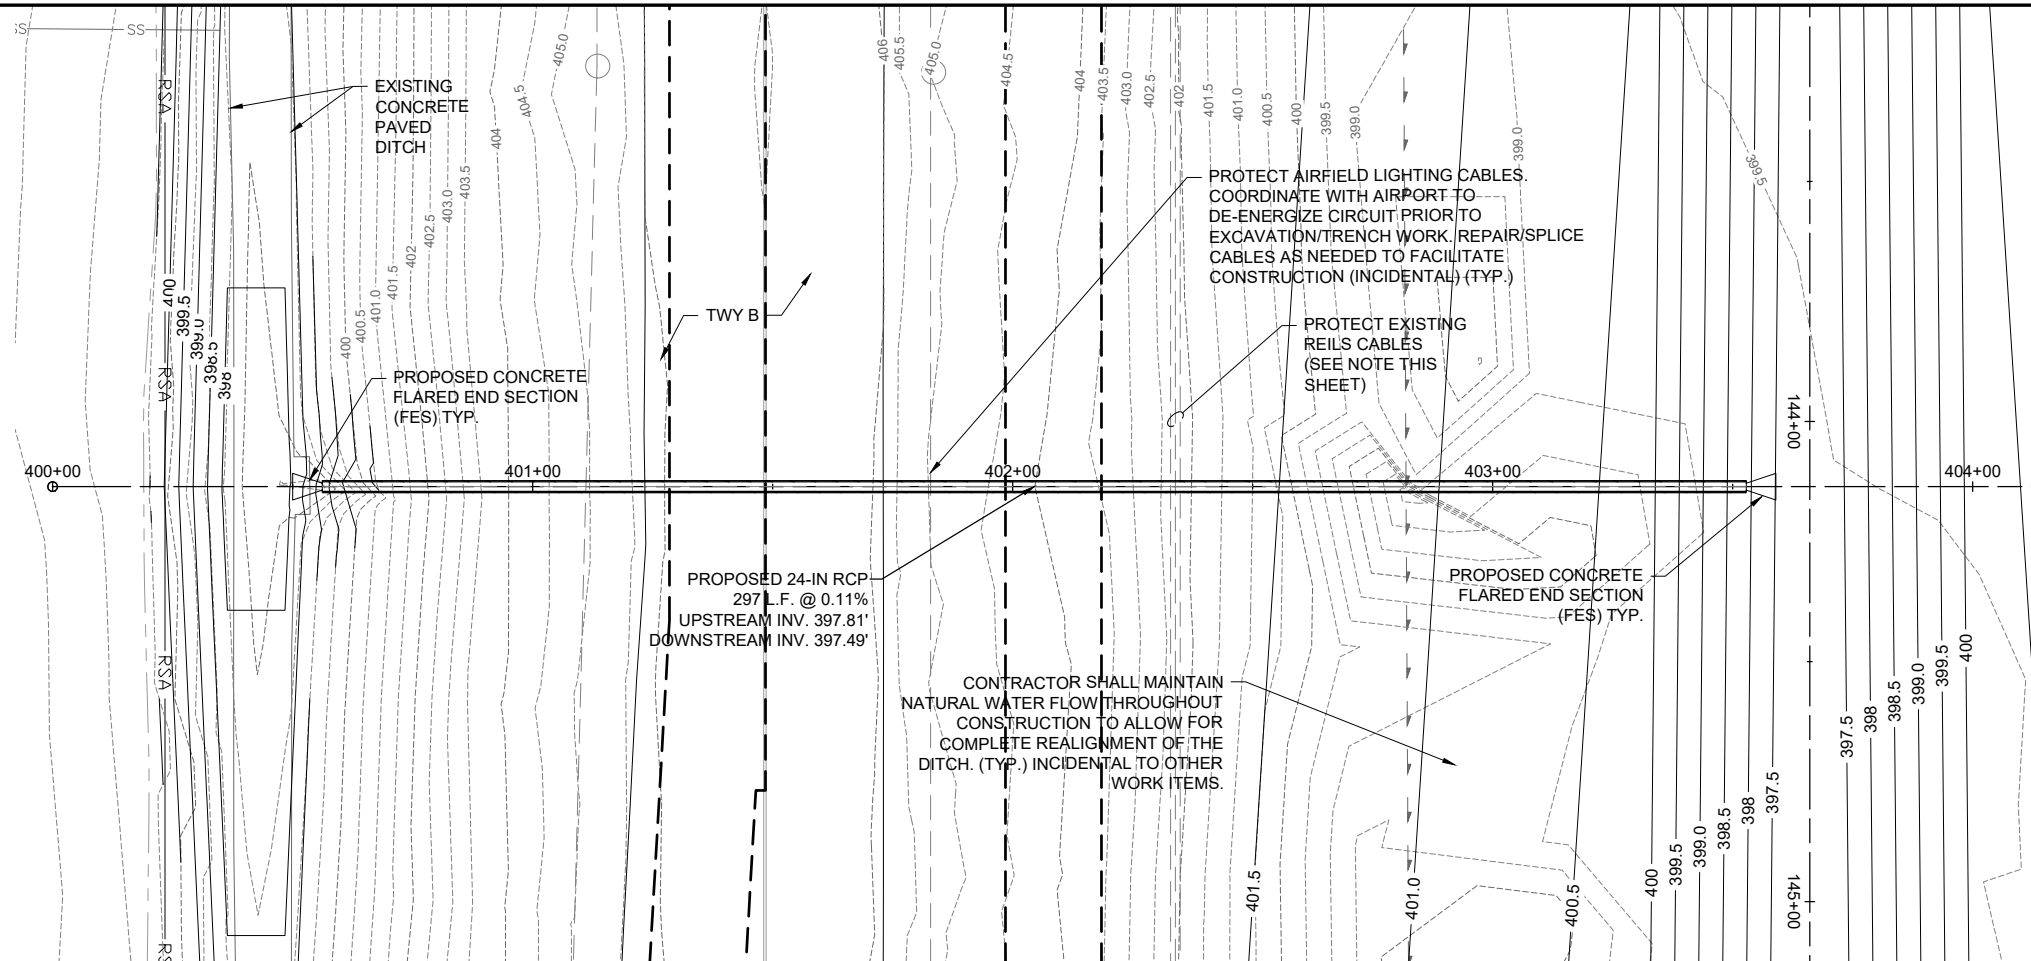 SS
SS
RSA
EXISTING
CONCRETE
PAVED
DITCH
405.0
404.5
404
403.5
403.0
402.5
402
401.5
401.0
400.5
400
406
405.5
405.0
404.5
404
403.5
403.0
402.5
402
401.5
401.0
400.5
400
399.5
399.0
399.0
399.5
PROTECT AIRFIELD LIGHTING CABLES.
COORDINATE WITH AIRPORT TO
DE-ENERGIZE CIRCUIT PRIOR TO
EXCAVATION/TRENCH WORK. REPAIR/SPLICE
CABLES AS NEEDED TO FACILITATE
CONSTRUCTION (INCIDENTAL) (TYP.)
400
399.5
399.0
398.5
398
RSA
TWY B
PROTECT EXISTING
REILS CABLES
(SEE NOTE THIS
SHEET)
PROPOSED CONCRETE
FLARED END SECTION
(FES) TYP.
144+00
400+00
401+00
402+00
403+00
404+00
PROPOSED 24-IN RCP
297 L.F. @ 0.11%
UPSTREAM INV. 397.81'
DOWNSTREAM INV. 397.49'
PROPOSED CONCRETE
FLARED END SECTION
(FES) TYP.
RSA
CONTRACTOR SHALL MAINTAIN
NATURAL WATER FLOW THROUGHOUT
CONSTRUCTION TO ALLOW FOR
COMPLETE REALIGNMENT OF THE
DITCH. (TYP.) INCIDENTAL TO OTHER
WORK ITEMS.
401.5
401.0
400.5
400
399.5
399.0
398.5
398
397.5
145+00
397.5
398
398.5
399.0
399.5
400